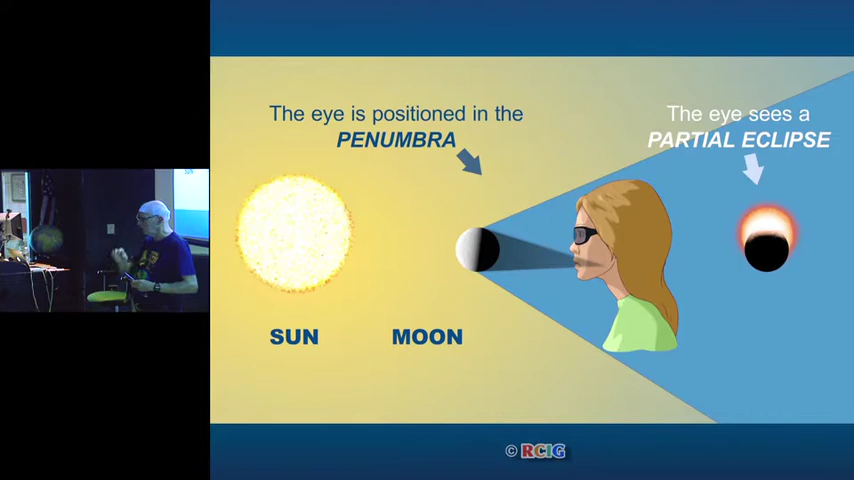 The eye is positioned in the
PENUMBRA
The eye sees a
PARTIAL ECLIPSE
SUN
MOON
© RCIG